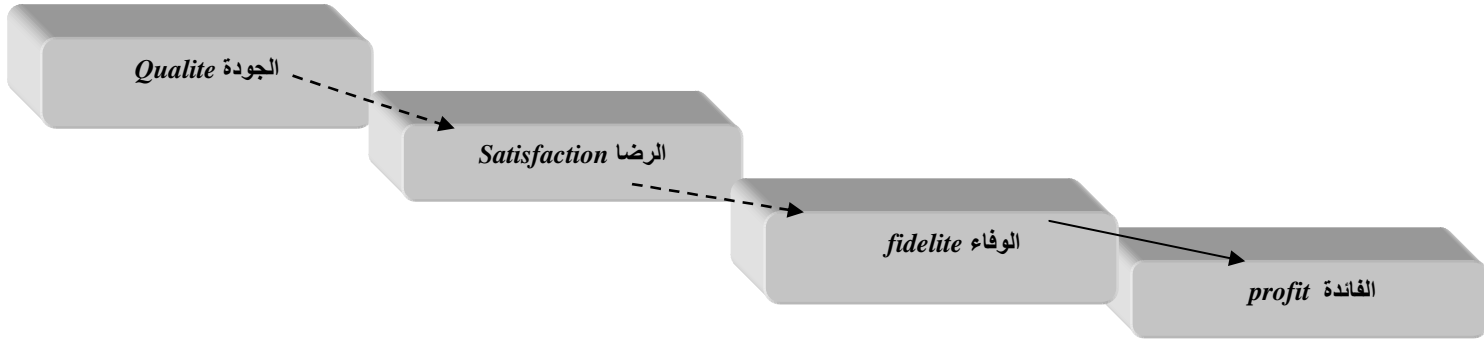 الجودة Qualite
الرضا Satisfaction
الوفاء fidelite
الفائدة profit